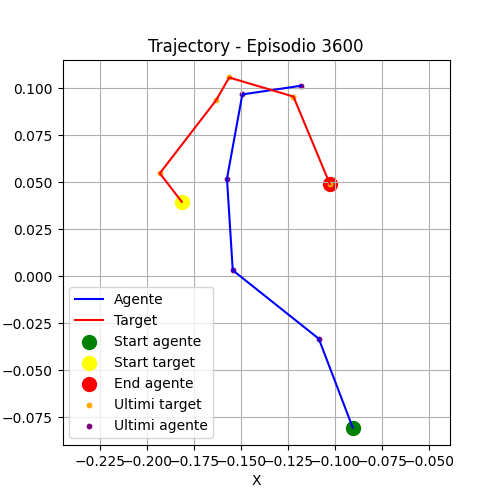 Trajectory - Episodio 3600
0.100
0.075
0.050
0.025
0.000
−0.025
−0.050
−0.075
Agente
Target
Start agente
Start target
End agente
Ultimi target
Ultimi agente
−0.225 −0.200 −0.175 −0.150 −0.125 −0.100 −0.075 −0.050
X